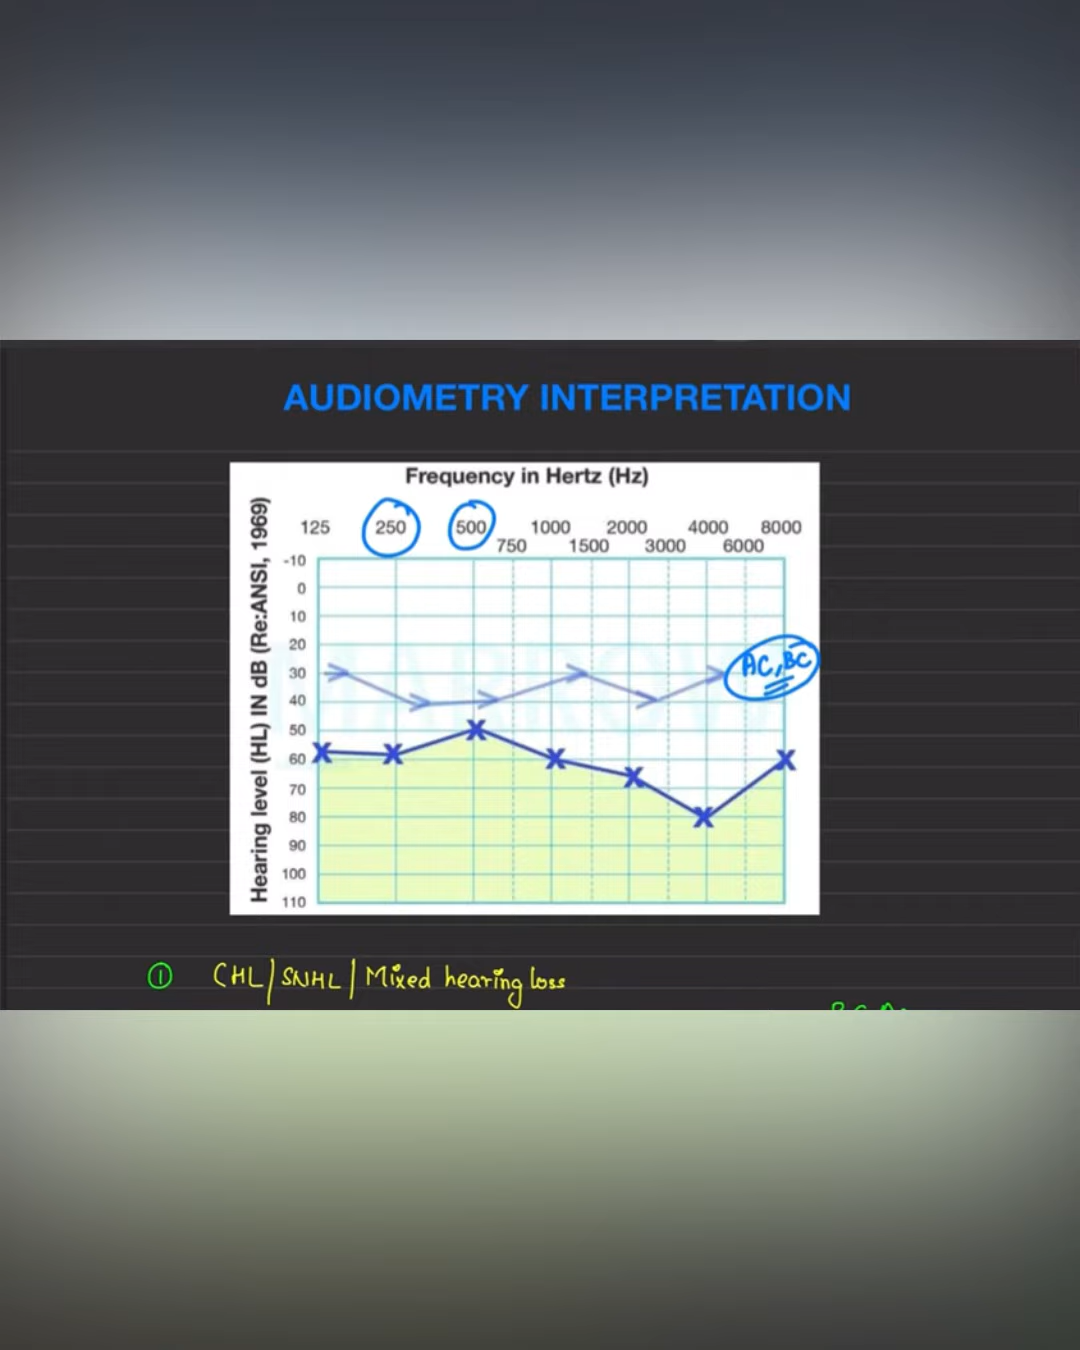 AUDIOMETRY INTERPRETATION
Frequency in Hertz (Hz)
125 250 500 1000 2000 4000 8000
750 1500 3000 6000
Hearing level (HL) IN dB (Re:ANSI, 1969)
-10
0
10
20
30
40
50
60
70
80
90
100
110
AC, BC
MARROW
① CHL/SNHL/Mixed hearing loss